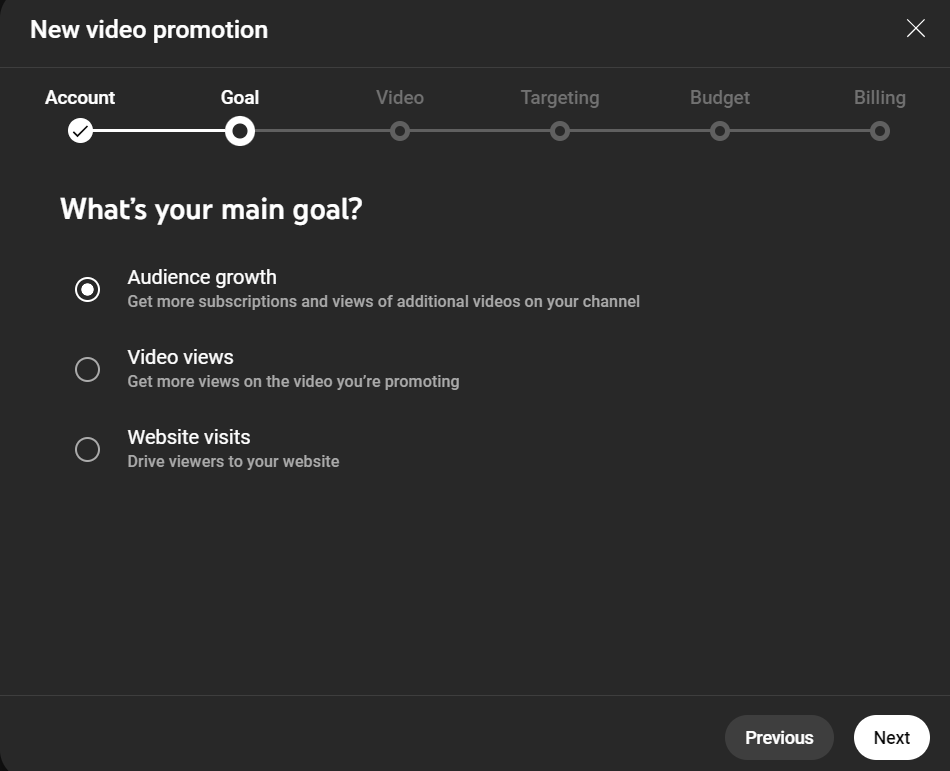 New video promotion
Account
Goal
Video
Targeting
Budget
Billing
What's your main goal?
Audience growth
Get more subscriptions and views of additional videos on your channel
Video views
Get more views on the video you're promoting
Website visits
Drive viewers to your website
Previous
Next